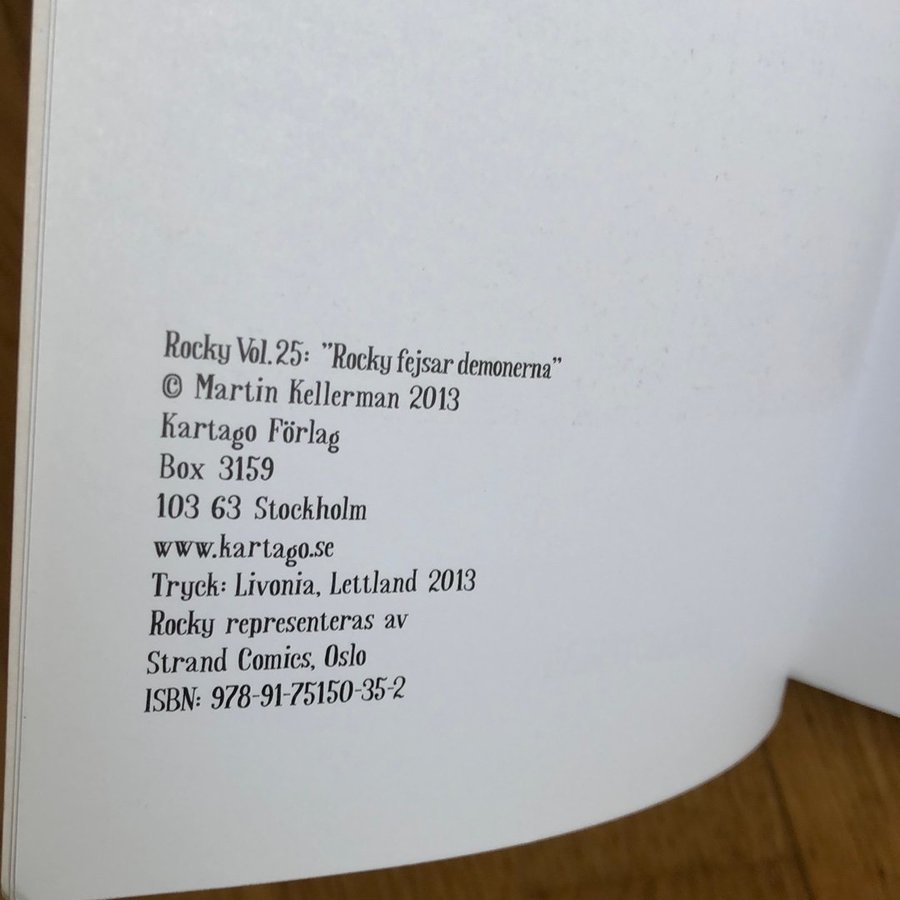 Rocky Vol. 25: ”Rocky fejsar demonerna”
© Martin Kellerman 2013
Kartago Förlag
Box 3159
103 63 Stockholm
www.kartago.se
Tryck: Livonia, Lettland 2013
Rocky representeras av
Strand Comics, Oslo
ISBN: 978-91-75150-35-2